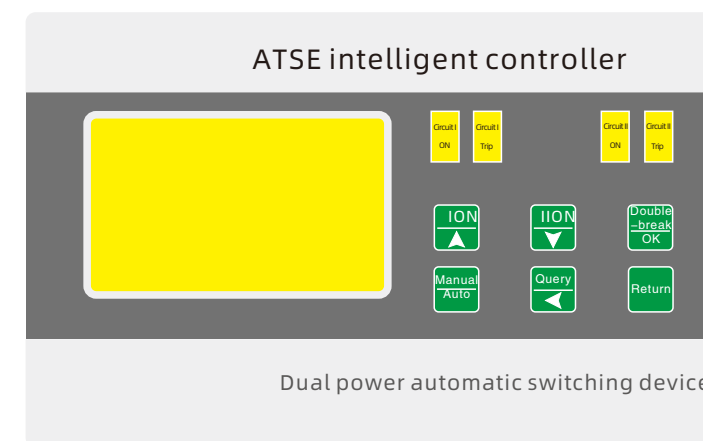 ATSE intelligent controller
Circuit I
ON
Circuit I
Trip
Circuit II
ON
Circuit II
Trip
ION
IION
Double
-break
OK
Manual
Auto
Query
Return
Dual power automatic switching device